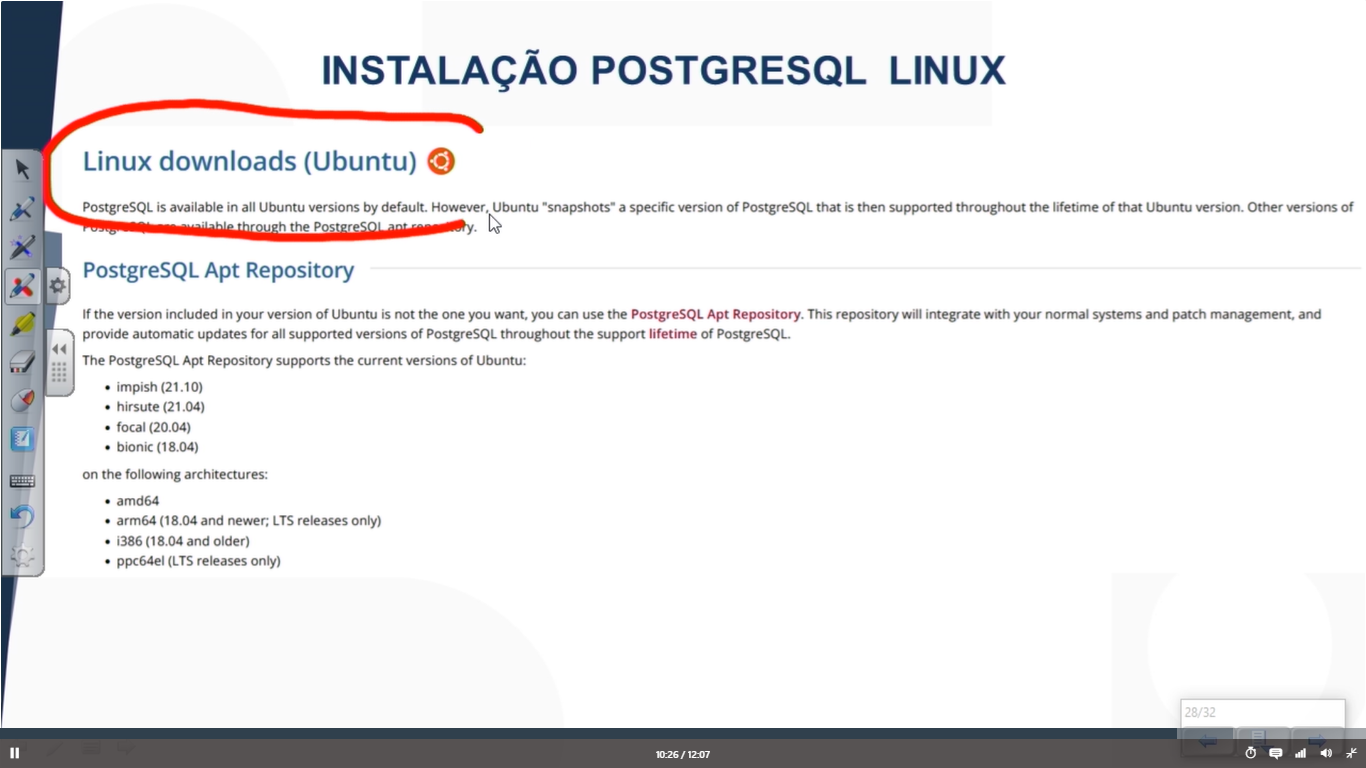 INSTALAÇÃO POSTGRESQL LINUX
Linux downloads (Ubuntu)
PostgreSQL is available in all Ubuntu versions by default. However, Ubuntu "snapshots" a specific version of PostgreSQL that is then supported throughout the lifetime of that Ubuntu version. Other versions of
PostgreSQL are available through the PostgreSQL apt repository.
PostgreSQL Apt Repository
If the version included in your version of Ubuntu is not the one you want, you can use the PostgreSQL Apt Repository. This repository will integrate with your normal systems and patch management, and
provide automatic updates for all supported versions of PostgreSQL throughout the support lifetime of PostgreSQL.
The PostgreSQL Apt Repository supports the current versions of Ubuntu:
• impish (21.10)
• hirsute (21.04)
• focal (20.04)
• bionic (18.04)
on the following architectures:
• amd64
• arm64 (18.04 and newer; LTS releases only)
• i386 (18.04 and older)
• ppc64el (LTS releases only)
28/32
10:26 / 12:07